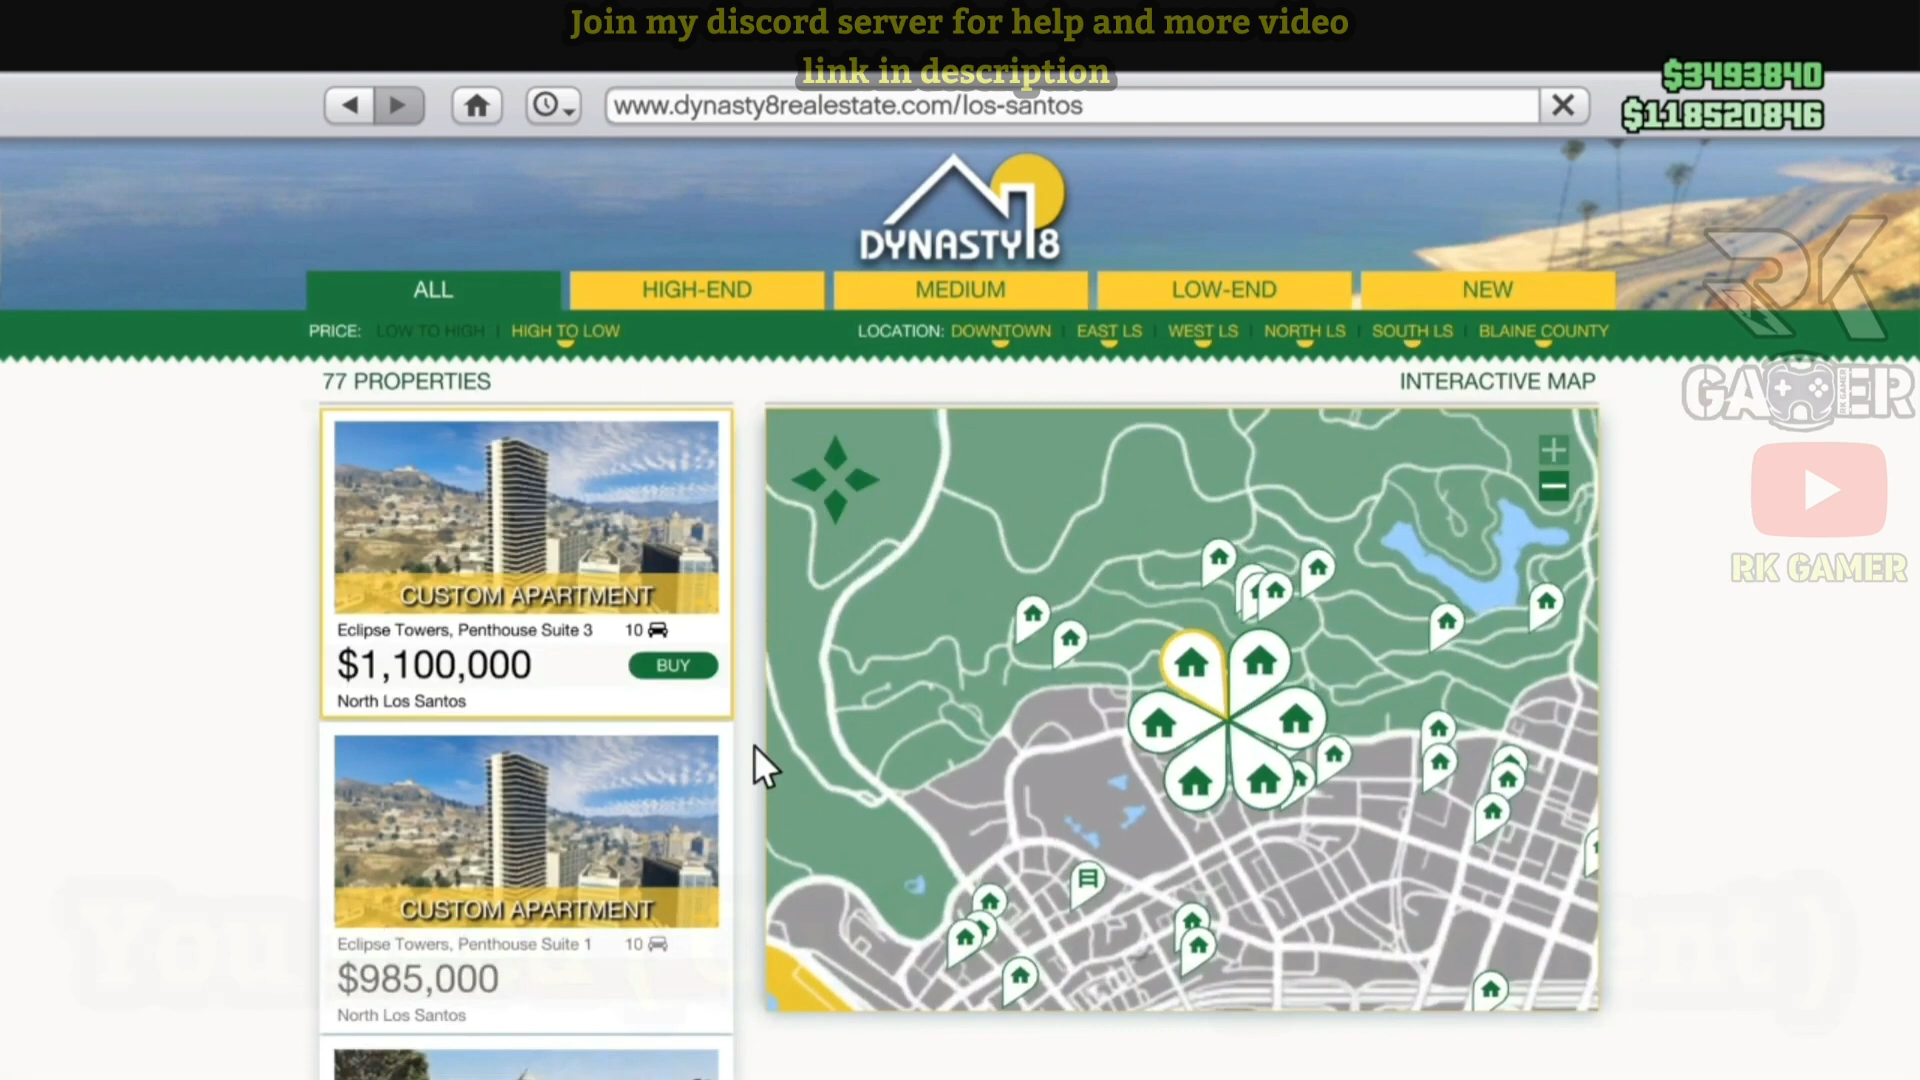 Join my discord server for help and more video
link in description
$3493840
www.dynasty8realestate.com/los-santos
$118520846
DYNASTY 8
ALL
HIGH-END
MEDIUM
LOW-END
NEW
PRICE: LOW TO HIGH | HIGH TO LOW
LOCATION: DOWNTOWN | EAST LS | WEST LS | NORTH LS | SOUTH LS | BLAINE COUNTY
77 PROPERTIES
INTERACTIVE MAP
RK
GAMER
RK GAMER
CUSTOM APARTMENT
Eclipse Towers, Penthouse Suite 3 10
$1,100,000
BUY
North Los Santos
CUSTOM APARTMENT
Eclipse Towers, Penthouse Suite 1 10
$985,000
North Los Santos